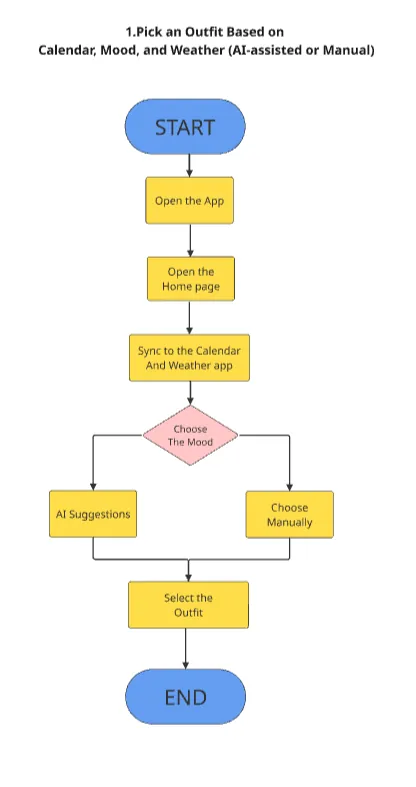 1.Pick an Outfit Based on
Calendar, Mood, and Weather (AI-assisted or Manual)
START
Open the App
Open the
Home page
Sync to the Calendar
And Weather app
Choose
The Mood
AI Suggestions
Choose
Manually
Select the
Outfit
END